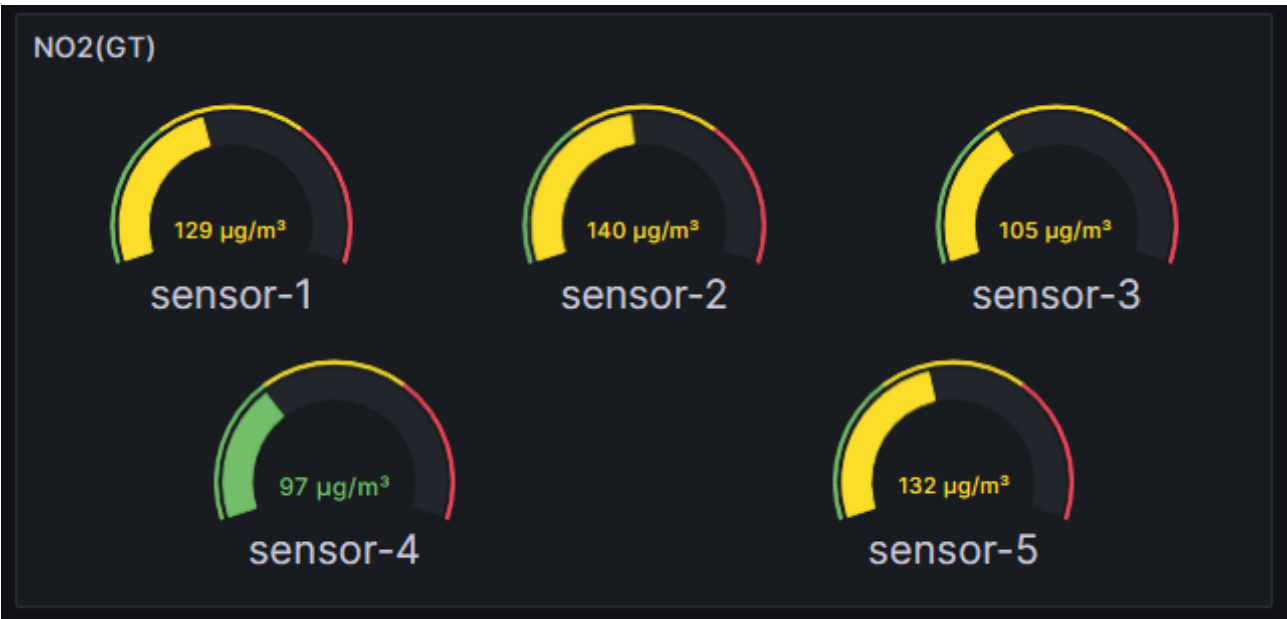 NO2(GT)
129 µg/m³
sensor-1
140 µg/m³
sensor-2
105 µg/m³
sensor-3
97 µg/m³
sensor-4
132 µg/m³
sensor-5